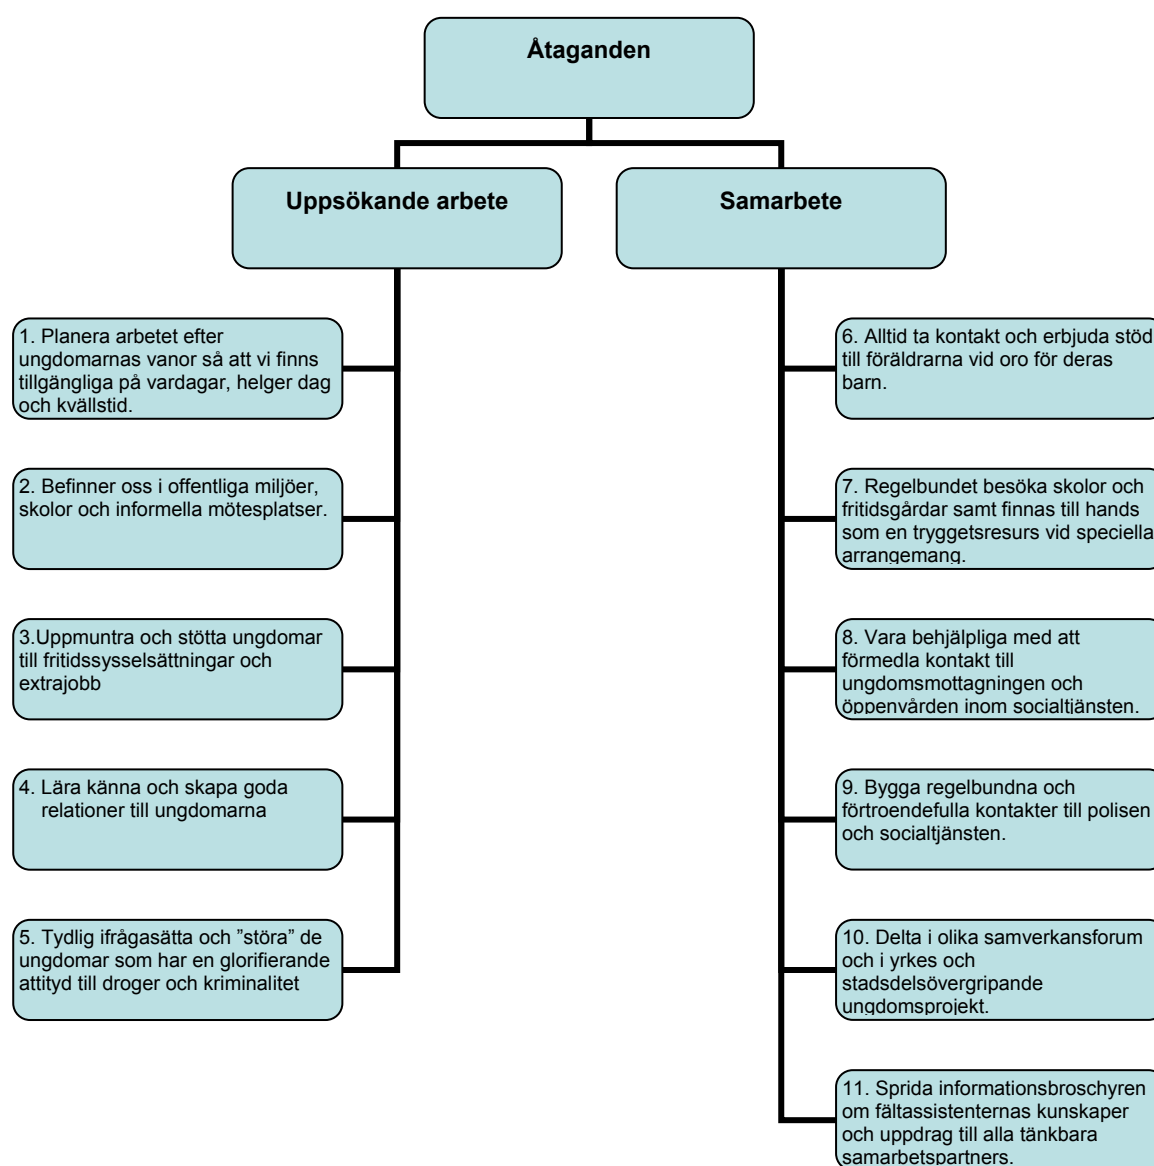 Åtaganden
Uppsökande arbete
Samarbete
1. Planera arbetet efter
ungdomarnas vanor så att vi finns
tillgängliga på vardagar, helger dag
och kvällstid.
2. Befinner oss i offentliga miljöer,
skolor och informella mötesplatser.
3.Uppmuntra och stötta ungdomar
till fritidssysselsättningar och
extrajobb
4. Lära känna och skapa goda
relationer till ungdomarna
5. Tydlig ifrågasätta och ”störa” de
ungdomar som har en glorifierande
attityd till droger och kriminalitet
6. Alltid ta kontakt och erbjuda stöd
till föräldrarna vid oro för deras
barn.
7. Regelbundet besöka skolor och
fritidsgårdar samt finnas till hands
som en tryggetsresurs vid speciella
arrangemang.
8. Vara behjälpliga med att
förmedla kontakt till
ungdomsmottagningen och
öppenvården inom socialtjänsten.
9. Bygga regelbundna och
förtroendefulla kontakter till polisen
och socialtjänsten.
10. Delta i olika samverkansforum
och i yrkes och
stadsdelsövergripande
ungdomsprojekt.
11. Sprida informationsbroschyren
om fältassistenternas kunskaper
och uppdrag till alla tänkbara
samarbetspartners.